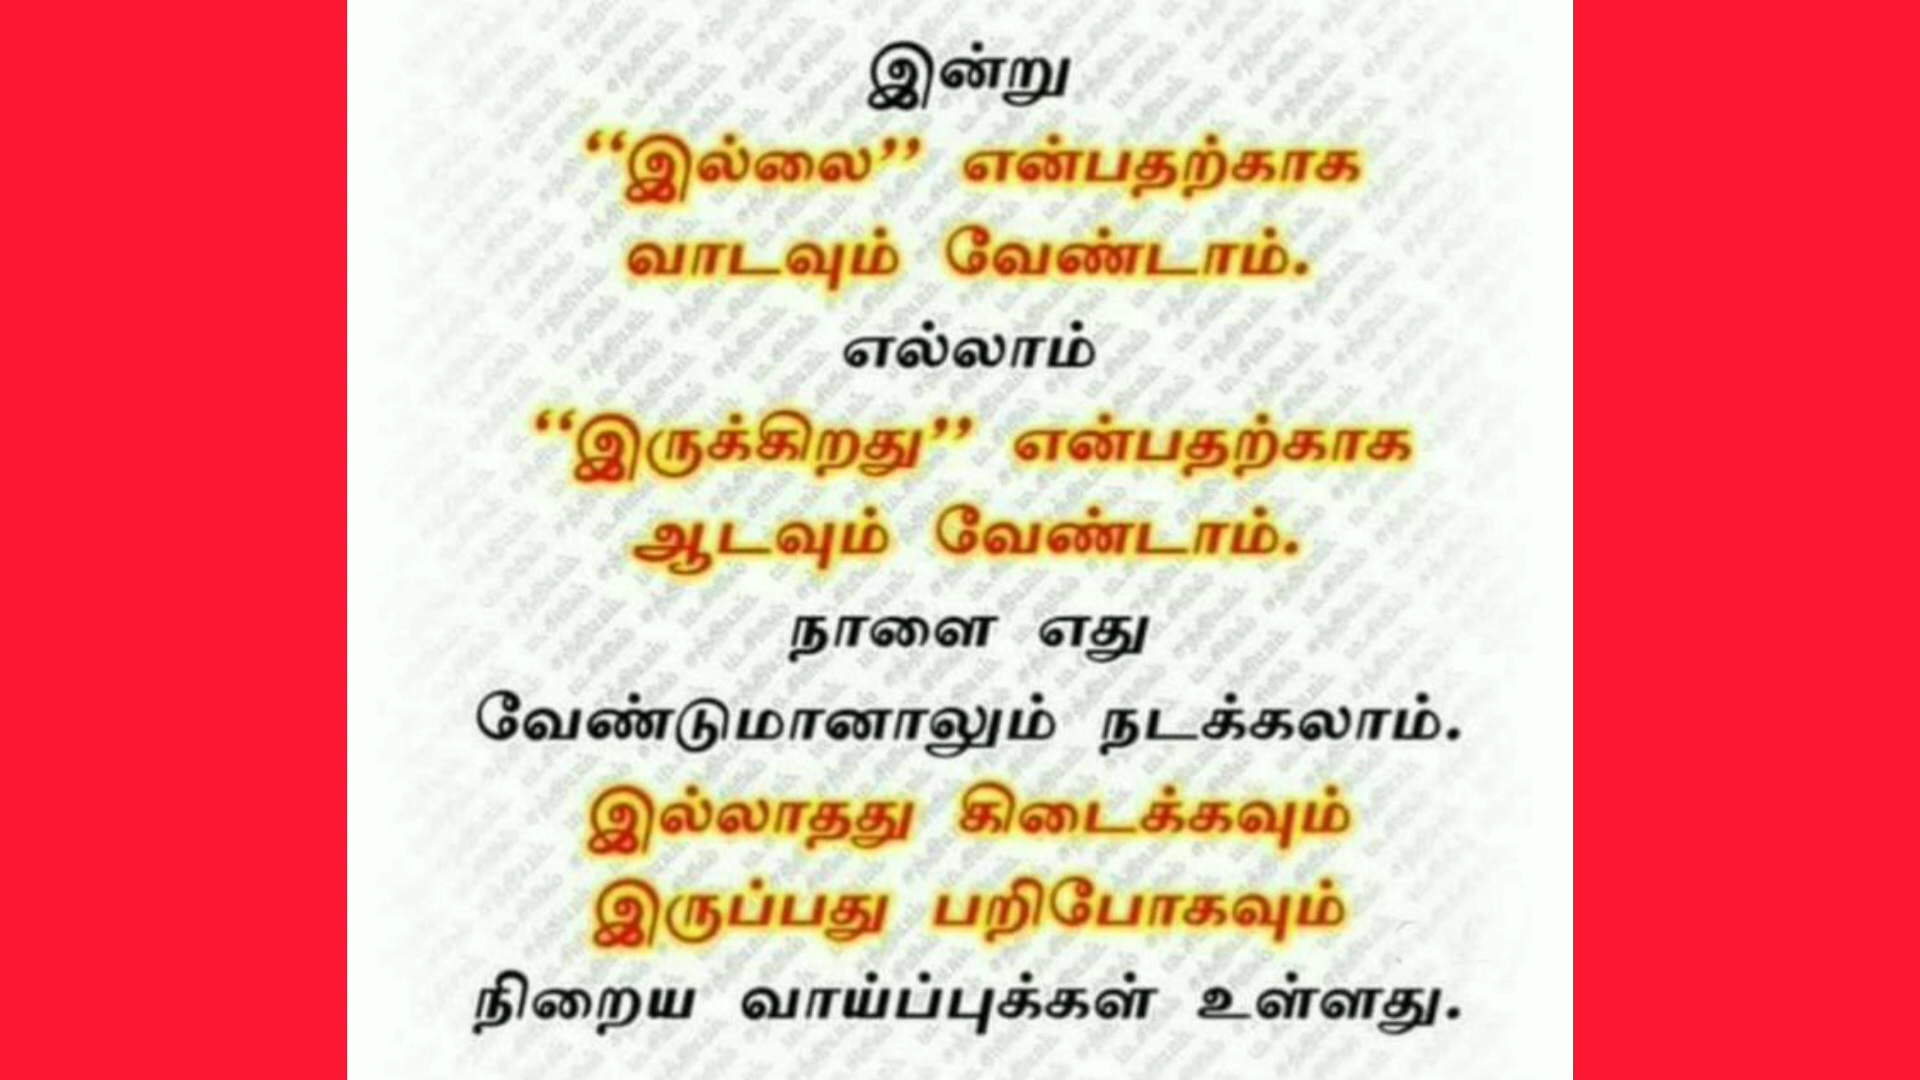 இன்று
“இல்லை” என்பதற்காக
வாடவும் வேண்டாம்.
எல்லாம்
“இருக்கிறது” என்பதற்காக
ஆடவும் வேண்டாம்.
நாளை எது
வேண்டுமானாலும் நடக்கலாம்.
இல்லாதது கிடைக்கவும்
இருப்பது பறிபோகவும்
நிறைய வாய்ப்புக்கள் உள்ளது.